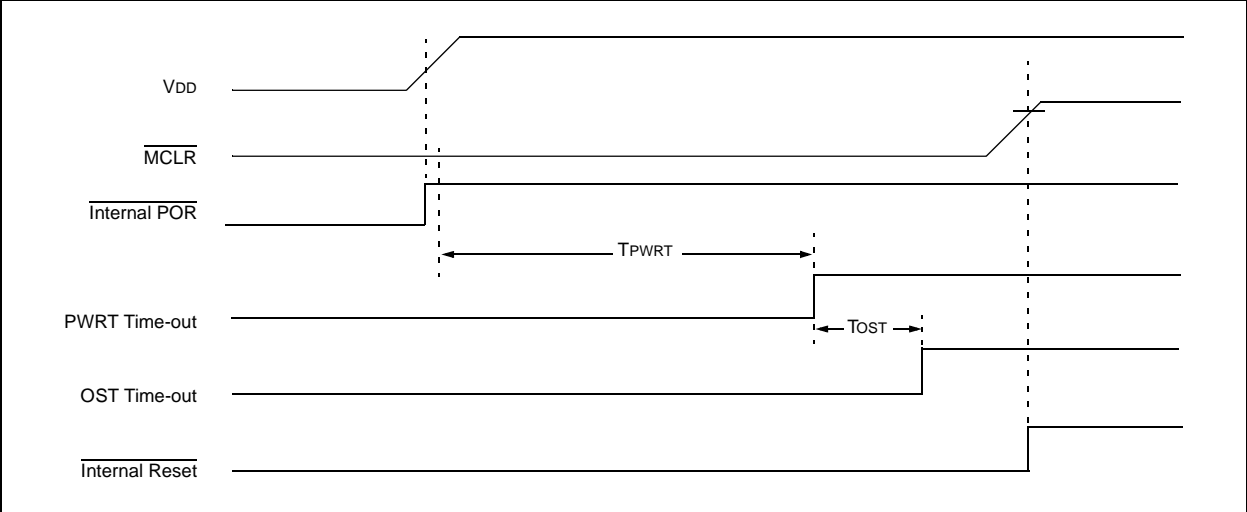 VDD
MCLR
Internal POR
TPWRT
PWRT Time-out
TOST
OST Time-out
Internal Reset